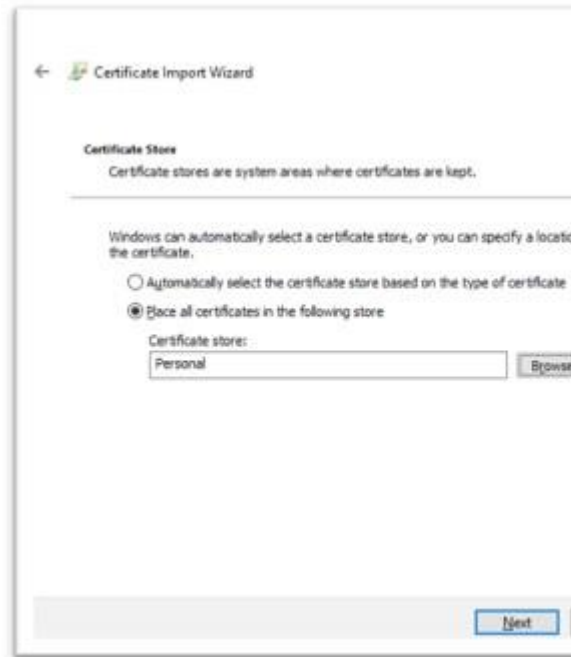 Certificate Import Wizard
Certificate Store
Certificate stores are system areas where certificates are kept.
Windows can automatically select a certificate store, or you can specify a locatio
the certificate.
Automatically select the certificate store based on the type of certificate
Place all certificates in the following store
Certificate store:
Personal
Browse
Next